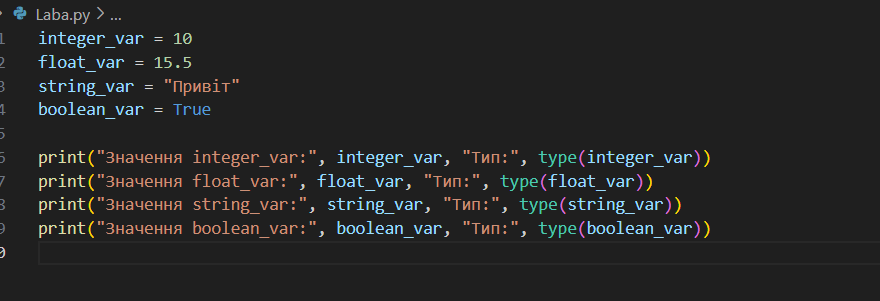 Laba.py > ...
integer_var = 10
2 float_var = 15.5
3 string_var = "Привіт"
4 boolean_var = True
5
6 print("Значення integer_var:", integer_var, "Тип:", type(integer_var))
7 print("Значення float_var:", float_var, "Тип:", type(float_var))
8 print("Значення string_var:", string_var, "Тип:", type(string_var))
9 print("Значення boolean_var:", boolean_var, "Тип:", type(boolean_var))
0